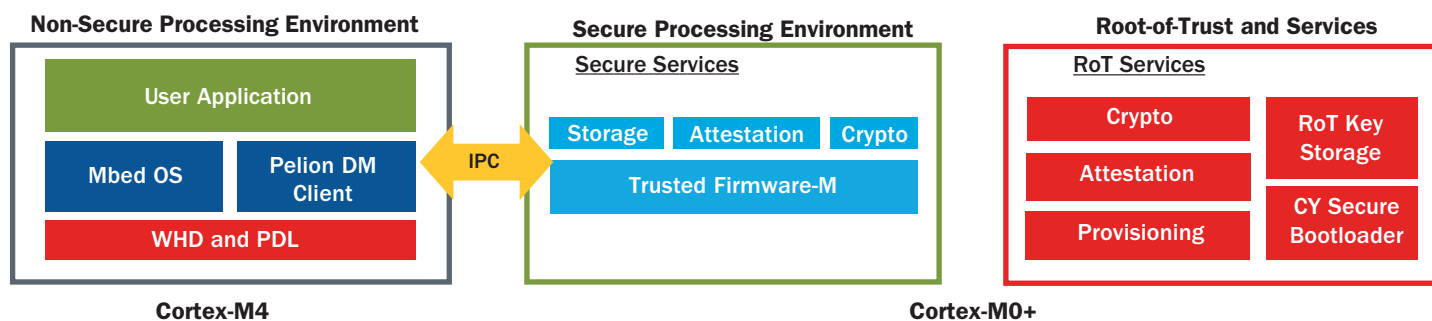 Non-Secure Processing Environment
User Application
Mbed OS
Pelion DM
Client
WHD and PDL
Cortex-M4
IPC
Secure Processing Environment
Secure Services
Storage
Attestation
Crypto
Trusted Firmware-M
Root-of-Trust and Services
RoT Services
Crypto
Attestation
Provisioning
RoT Key
Storage
CY Secure
Bootloader
Cortex-M0+